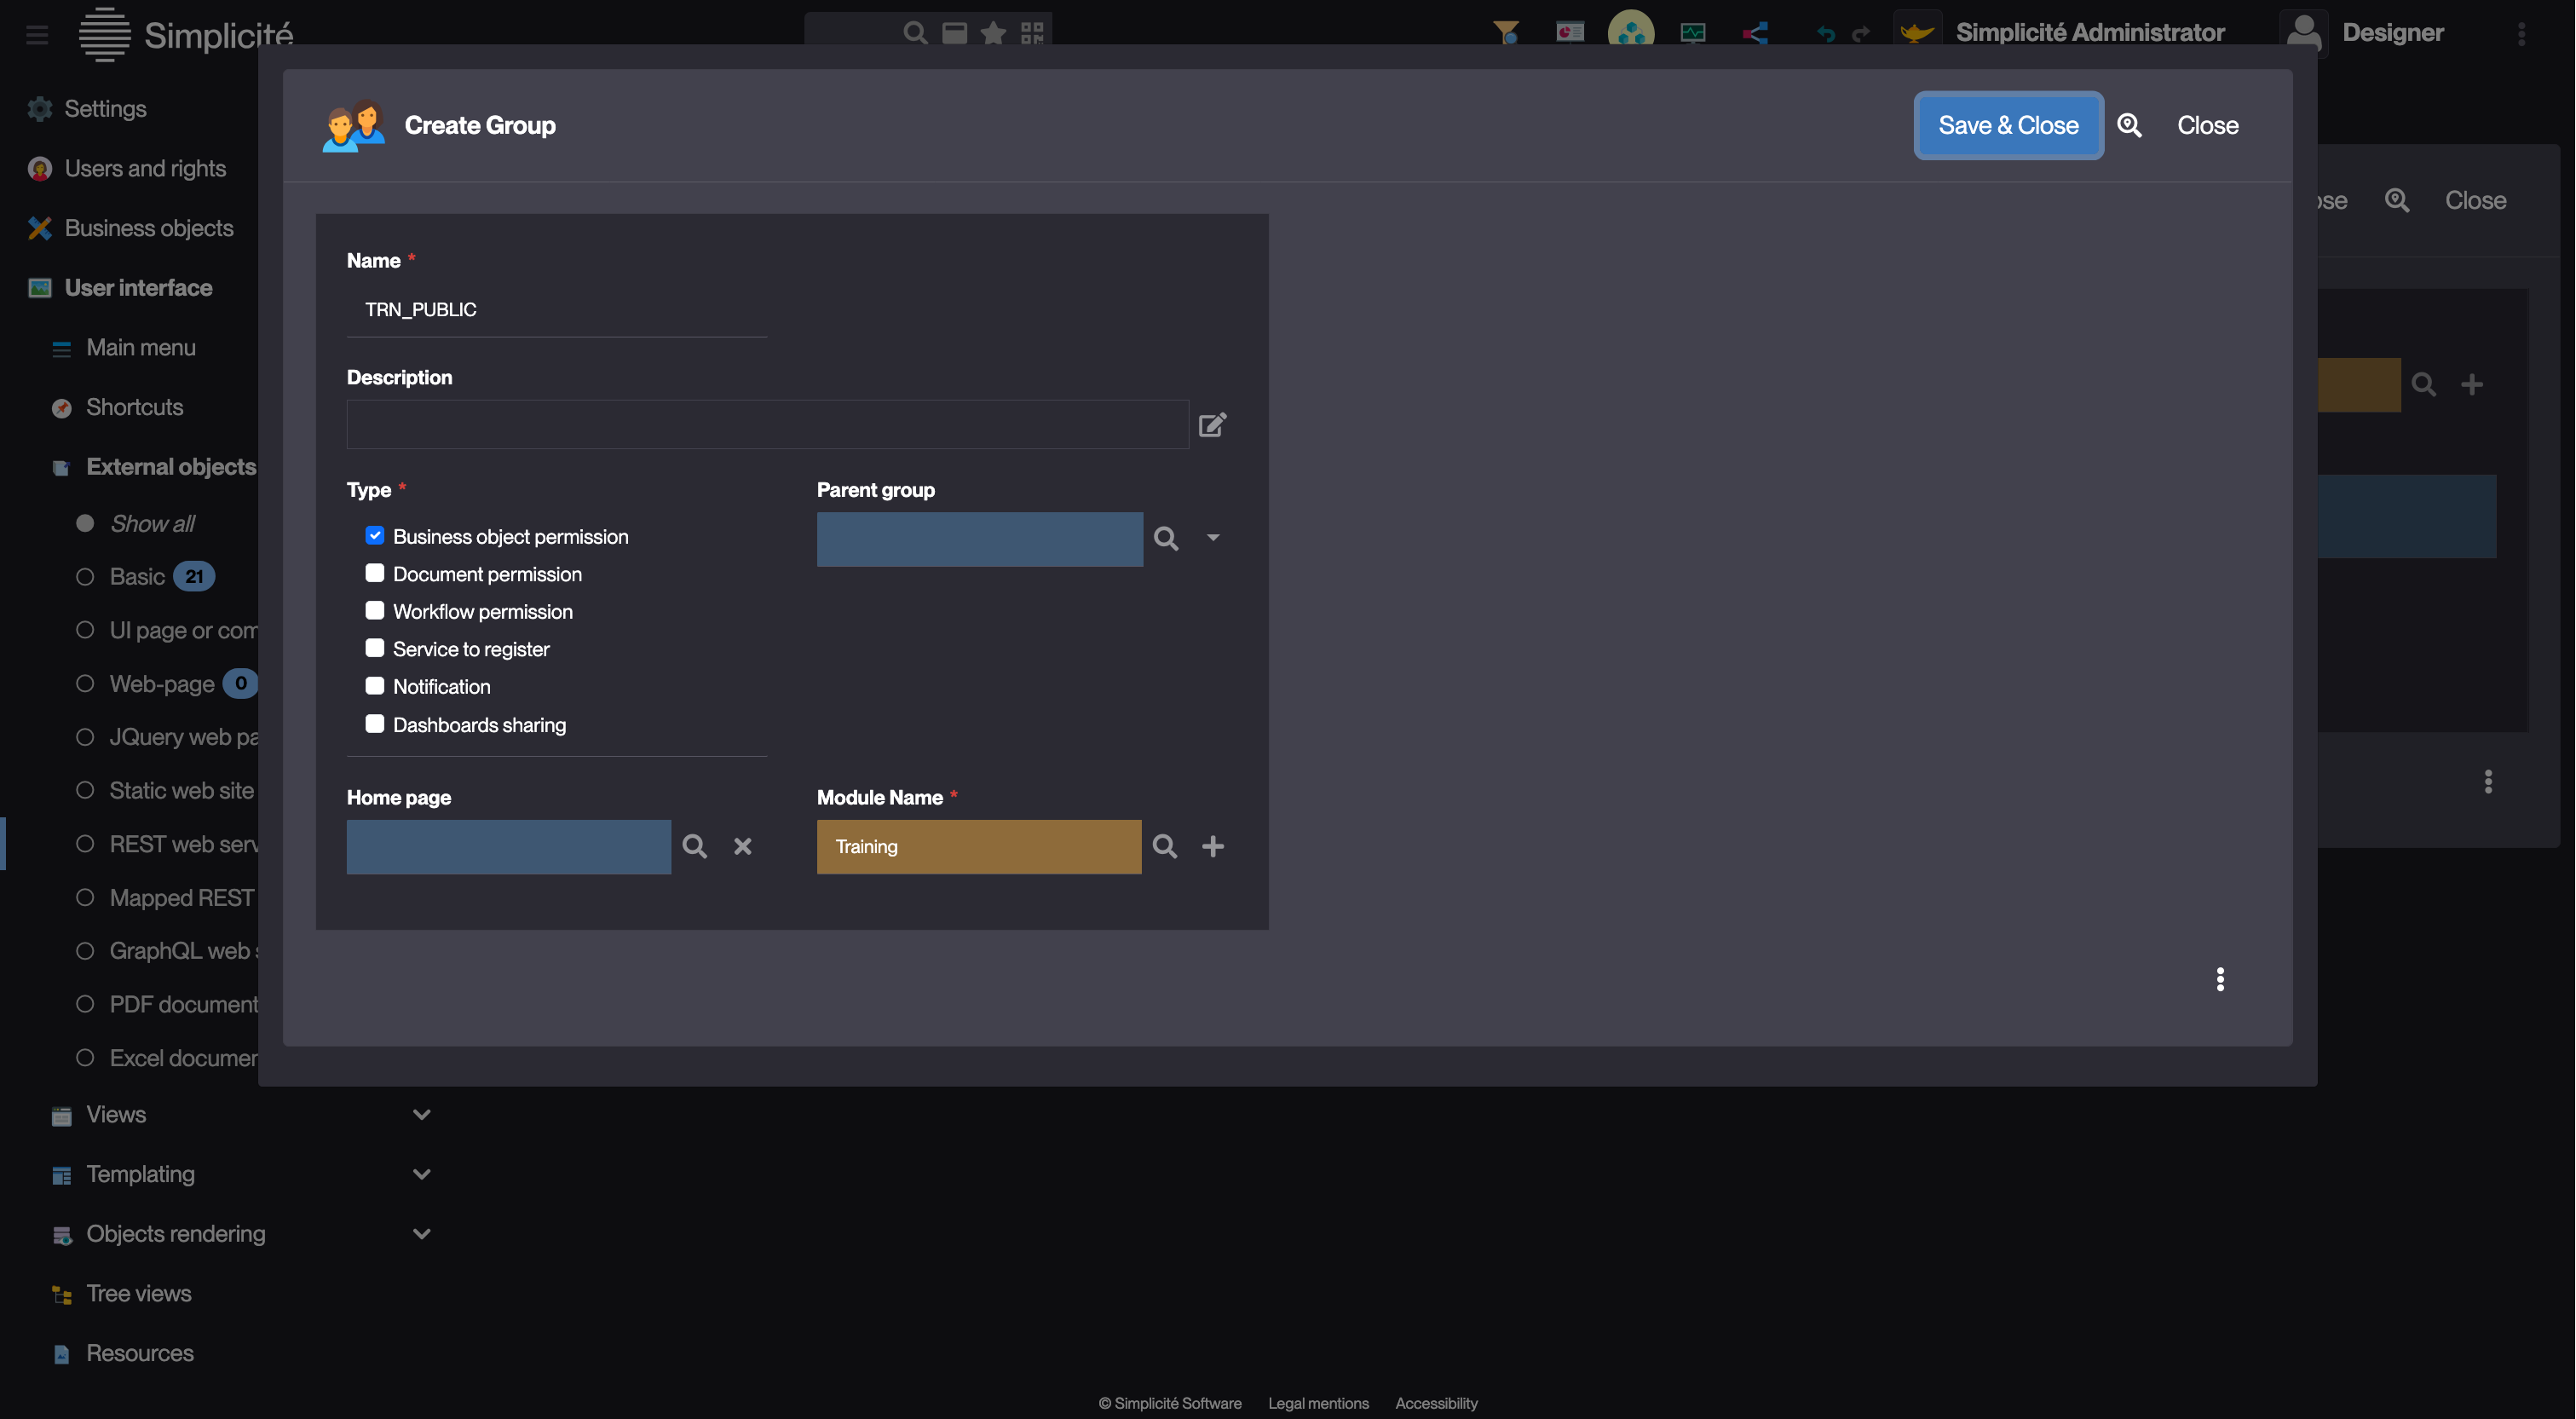 Simplicité
Simplicité Administrator
Designer
Settings
Users and rights
Business objects
User interface
Main menu
Shortcuts
External objects
Show all
Basic 21
UI page or com
Web-page 0
JQuery web pa
Static web site
REST web serv
Mapped REST
GraphQL web s
PDF document
Excel documen
Views
Templating
Objects rendering
Tree views
Resources
Create Group
Save & Close
Close
Name *
TRN_PUBLIC
Description
Type *
Business object permission
Document permission
Workflow permission
Service to register
Notification
Dashboards sharing
Parent group
Home page
Module Name *
Training
ose
Close
© Simplicité Software Legal mentions Accessibility